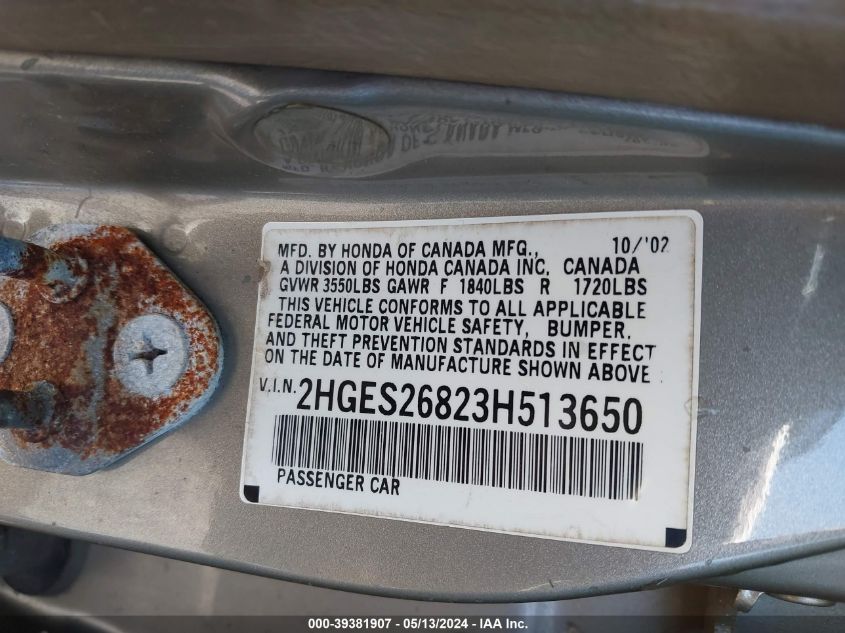 MFD. BY HONDA OF CANADA MFG., 10/'02
A DIVISION OF HONDA CANADA INC. CANADA
GVWR 3550LBS GAWR F 1840LBS R 1720LBS
THIS VEHICLE CONFORMS TO ALL APPLICABLE
FEDERAL MOTOR VEHICLE SAFETY, BUMPER,
AND THEFT PREVENTION STANDARDS IN EFFECT
ON THE DATE OF MANUFACTURE SHOWN ABOVE.
V.I.N. 2HGES26823H513650
PASSENGER CAR
000-39381907 - 05/13/2024 - IAA Inc.